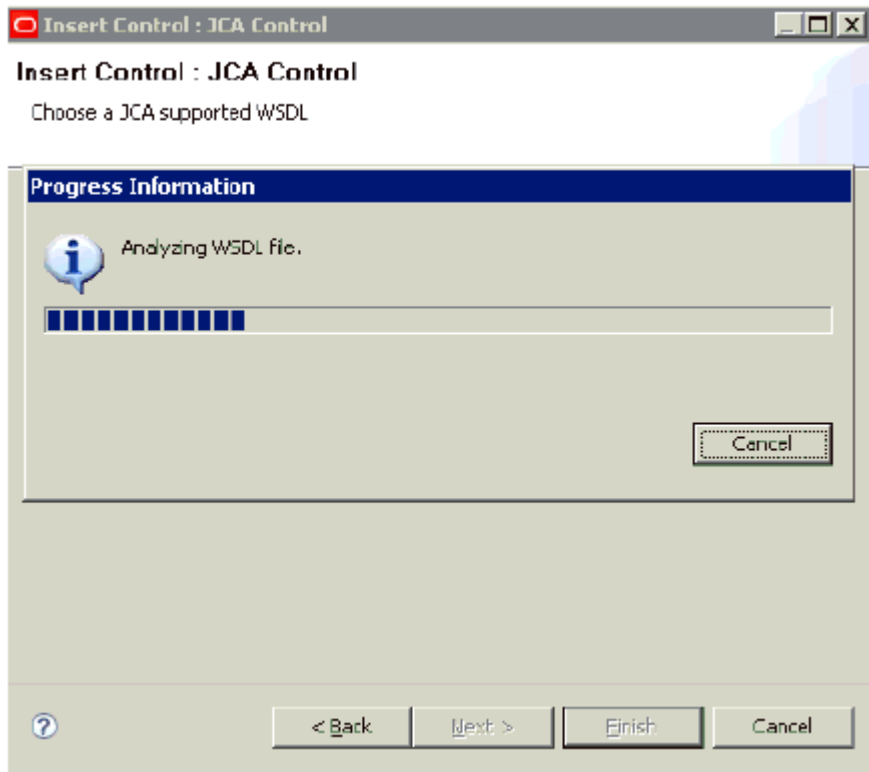 Insert Control : JCA Control
Insert Control : JCA Control
Choose a JCA supported WSDL
Progress Information
Analyzing WSDL file.
Cancel
?
< Back
Next >
Finish
Cancel